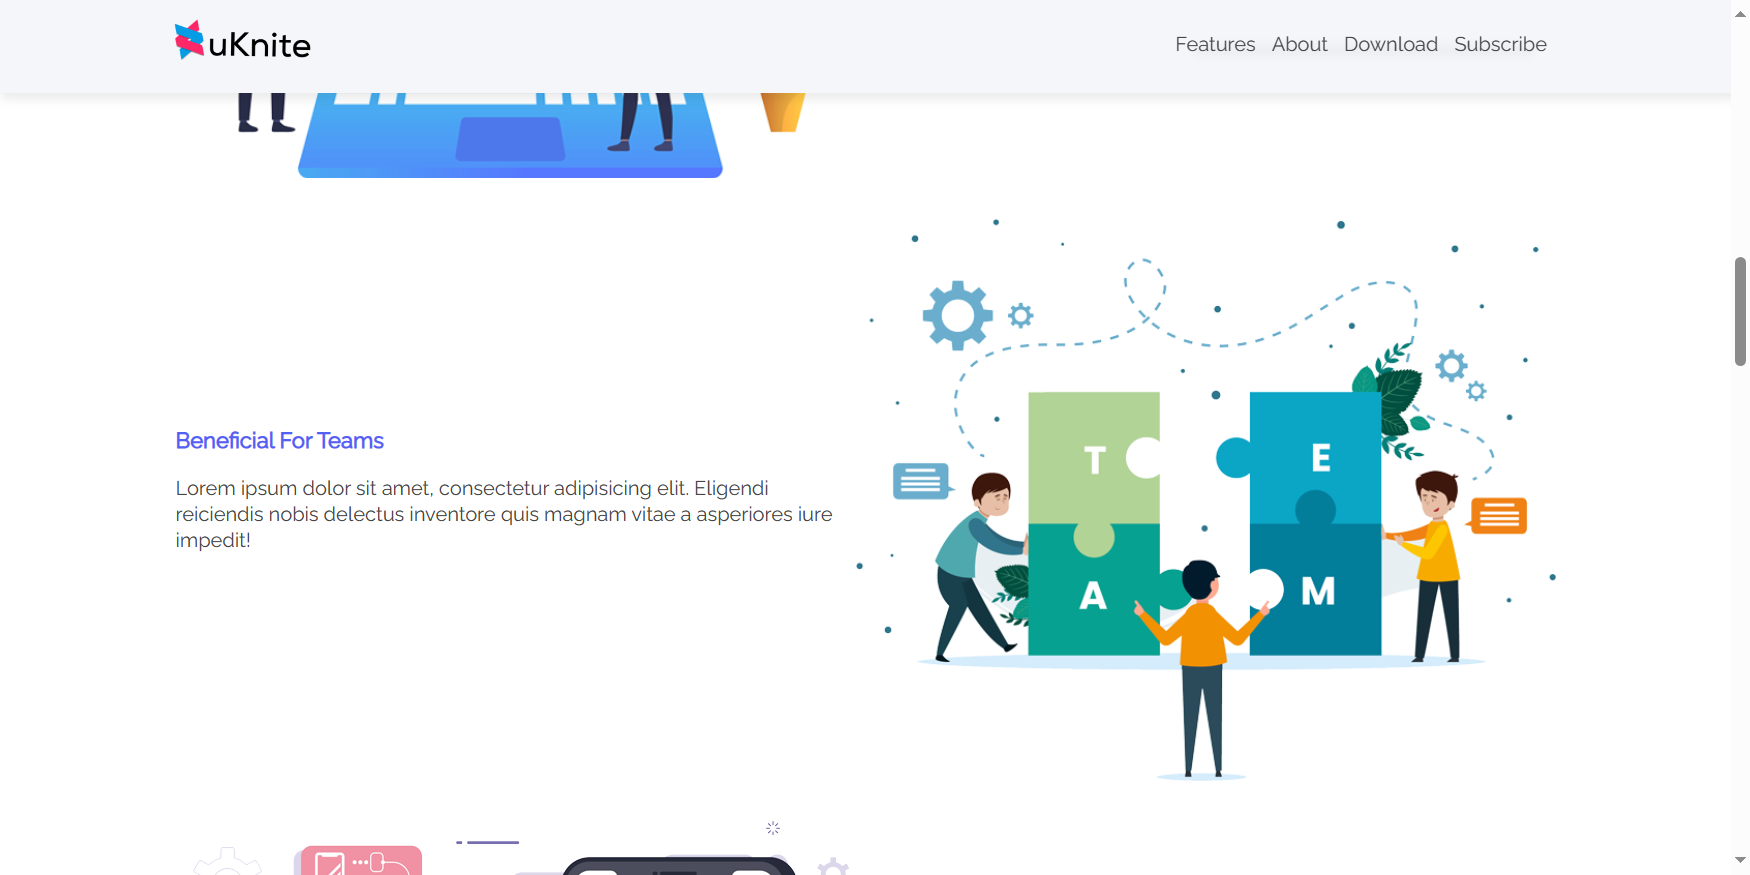 uKnite
Features About Download Subscribe
Beneficial For Teams
Lorem ipsum dolor sit amet, consectetur adipisicing elit. Eligendi
reiciendis nobis delectus inventore quis magnam vitae a asperiores iure
impedit!
T E
A M